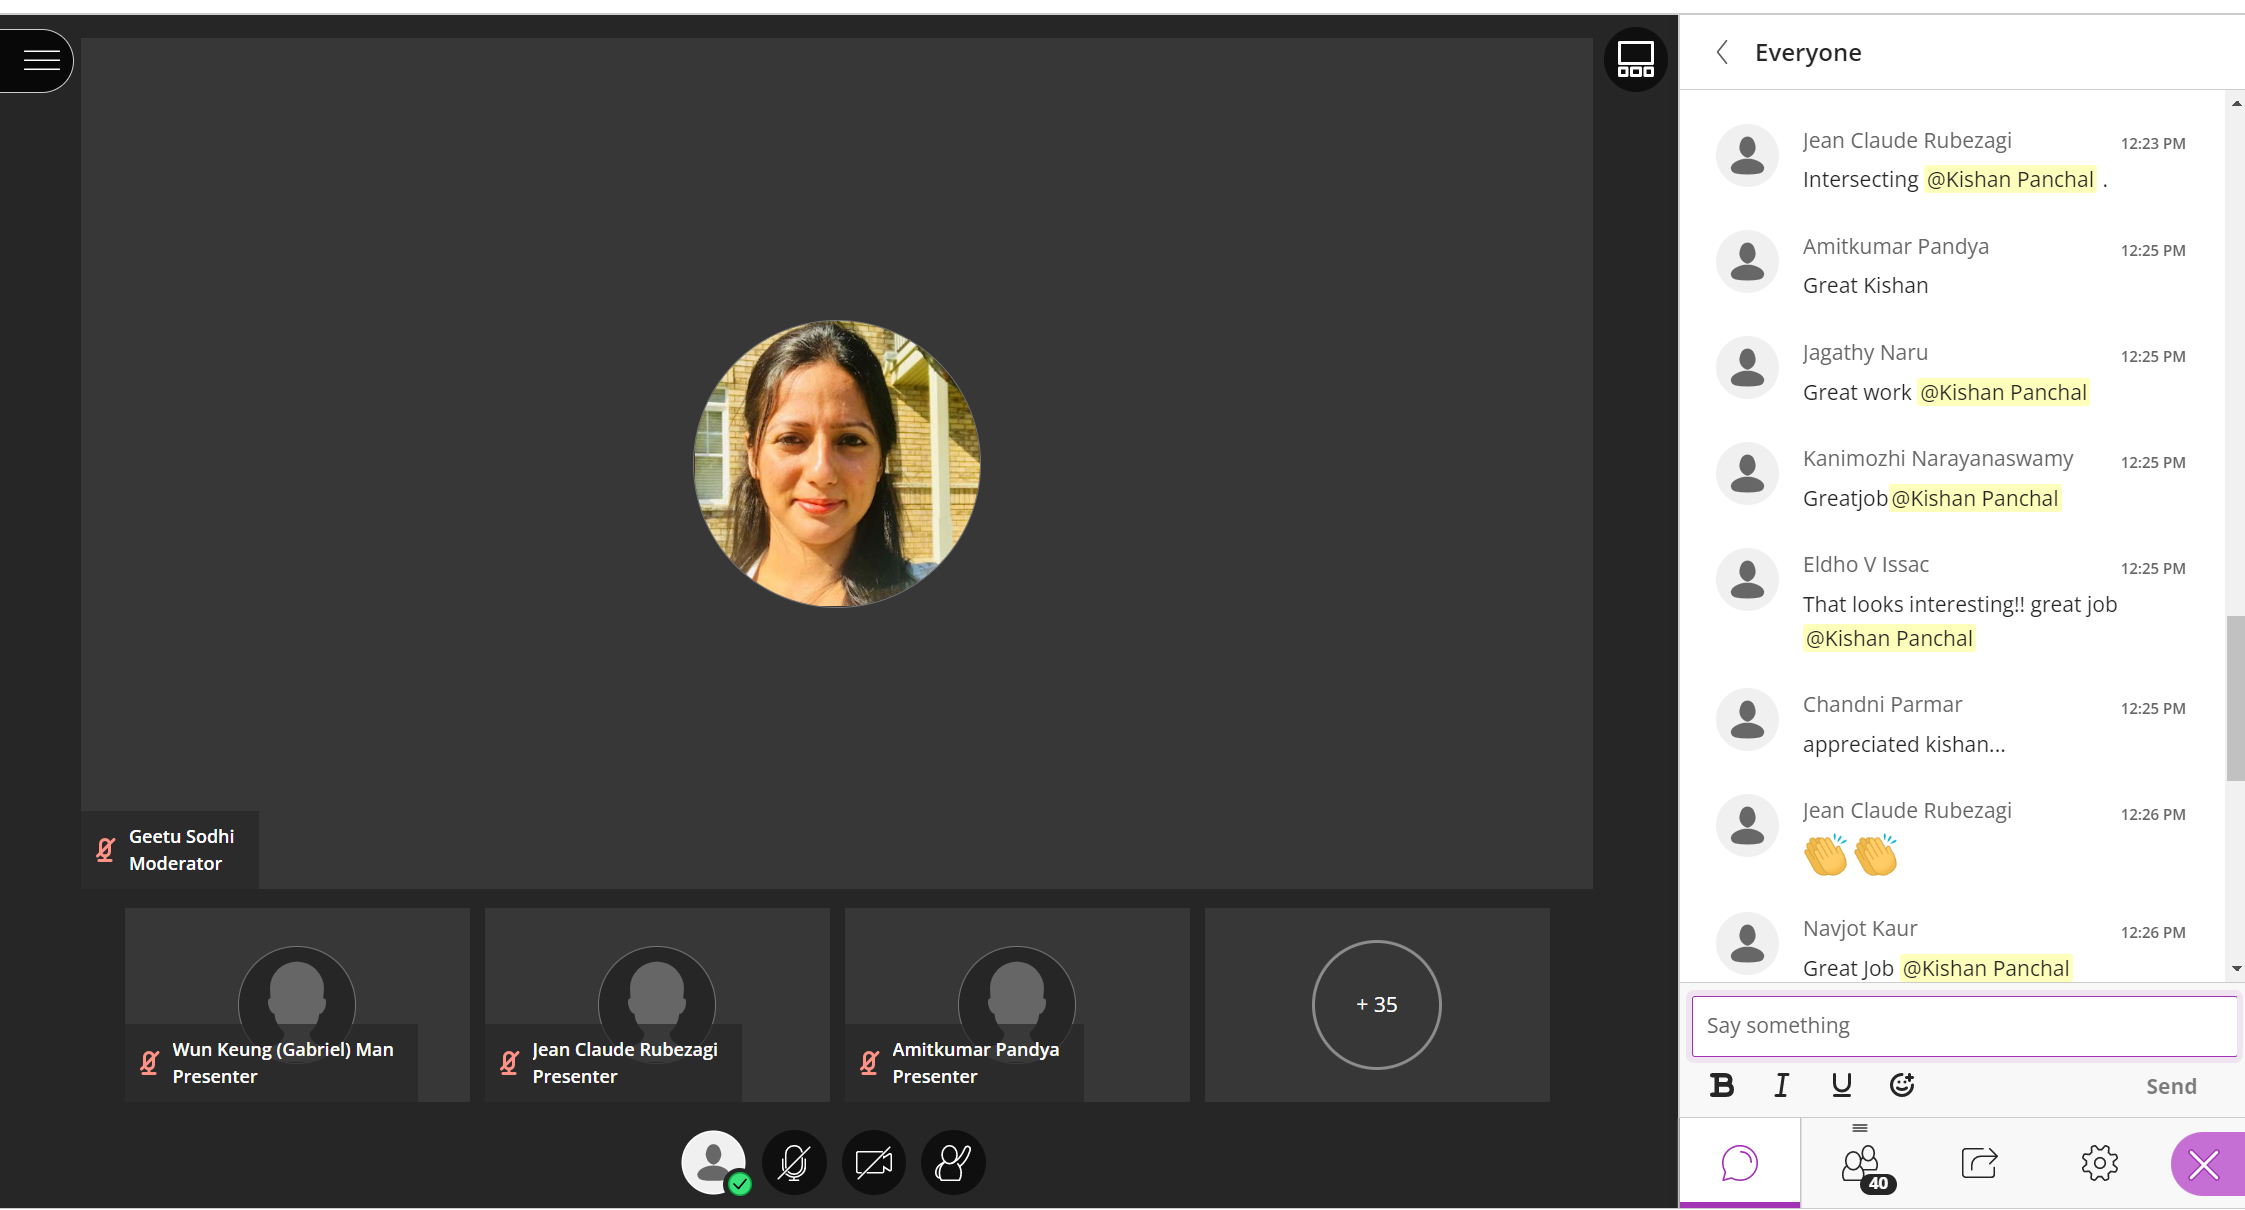 Everyone
Jean Claude Rubezagi 12:23 PM
Intersecting @Kishan Panchal .
Amitkumar Pandya 12:25 PM
Great Kishan
Jagathy Naru 12:25 PM
Great work @Kishan Panchal
Kanimozhi Narayanaswamy 12:25 PM
Greatjob@Kishan Panchal
Eldho V Issac 12:25 PM
That looks interesting!! great job
@Kishan Panchal
Chandni Parmar 12:25 PM
appreciated kishan...
Jean Claude Rubezagi 12:26 PM
👏👏
Navjot Kaur 12:26 PM
Great Job @Kishan Panchal
Say something
B I U Send
40
Geetu Sodhi
Moderator
Wun Keung (Gabriel) Man
Presenter
Jean Claude Rubezagi
Presenter
Amitkumar Pandya
Presenter
+ 35